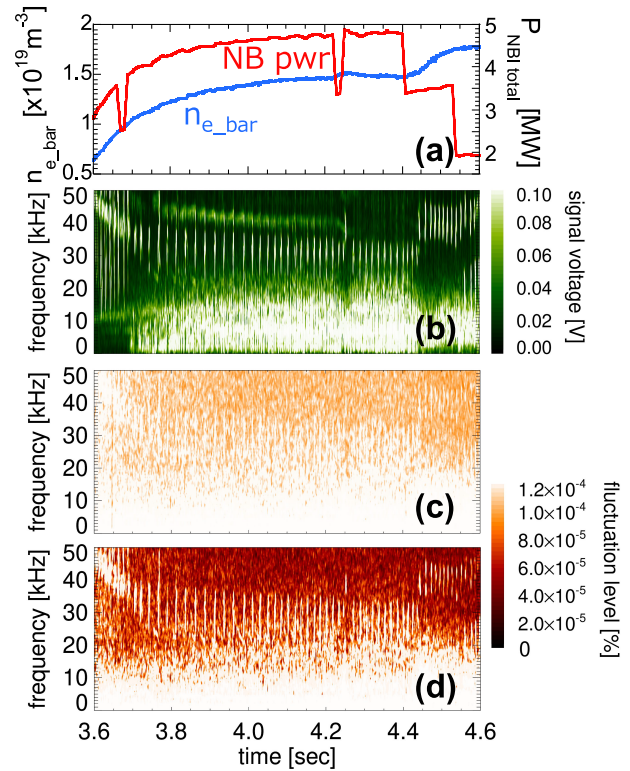 n_e_bar [x10^19 m^-3]
2
1.5
1
0.5
NB pwr
n_e_bar
(a)
5
4
3
2
P_NBI total [MW]
frequency [kHz]
50
40
30
20
10
0
(b)
0.10
0.08
0.06
0.04
0.02
0.00
signal voltage [V]
frequency [kHz]
50
40
30
20
10
0
(c)
frequency [kHz]
50
40
30
20
10
0
(d)
1.2×10^-4
1.0×10^-4
8.0×10^-5
6.0×10^-5
2.0×10^-5
2.0×10^-5
0
fluctuation level [%]
3.6 3.8 4.0 4.2 4.4 4.6
time [sec]